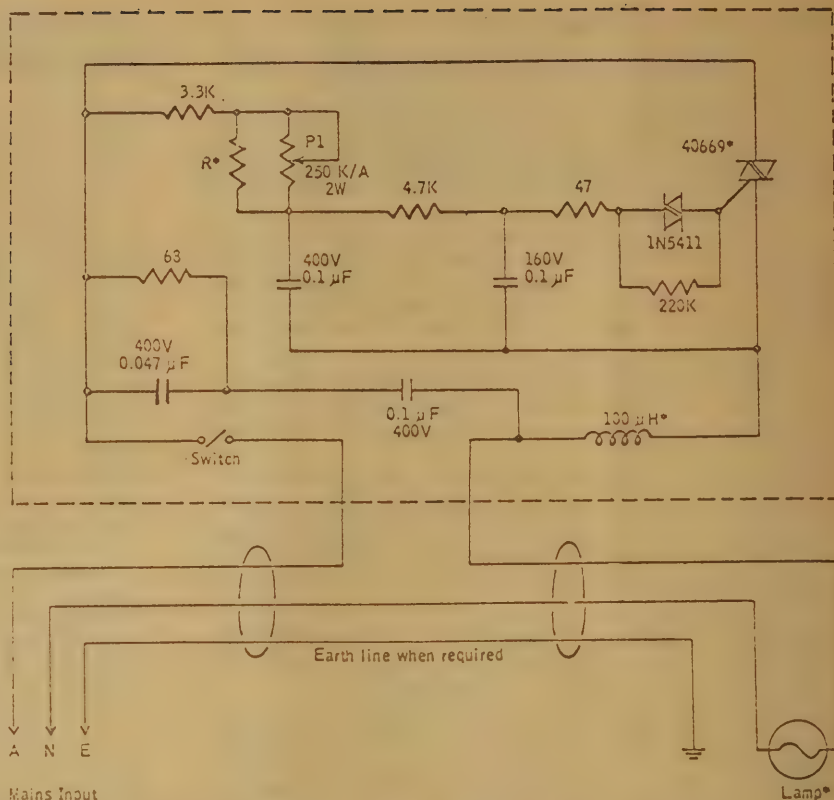 3.3K
R*
P1
250 K/A
2W
40669*
4.7K
47
1N5411
220K
63
400V
0.1 µF
160V
0.1 µF
400V
0.047 µF
0.1 µF
400V
100 µH*
Switch
Earth line when required
A N E
Mains Input
Lamp*